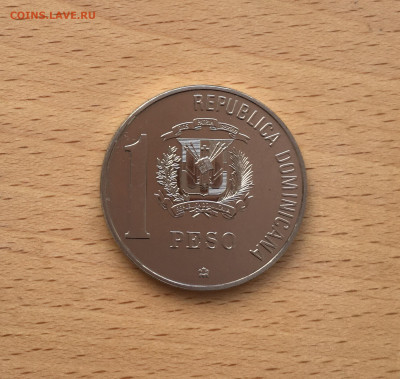 COINS.LAVE.RU
REPUBLICA DOMINICANA
1
PESO